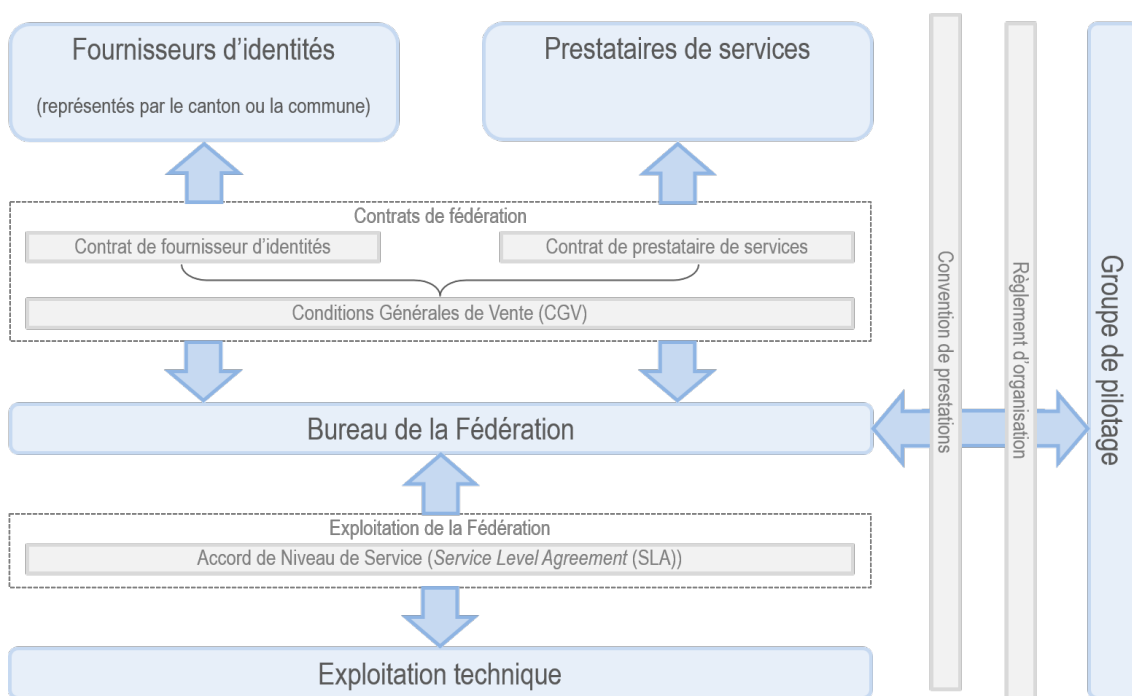 Fournisseurs d'identités
(représentés par le canton ou la commune)
Prestataires de services
Contrats de fédération
Contrat de fournisseur d'identités
Contrat de prestataire de services
Conditions Générales de Vente (CGV)
Bureau de la Fédération
Exploitation de la Fédération
Accord de Niveau de Service (Service Level Agreement (SLA))
Exploitation technique
Convention de prestations
Règlement d'organisation
Groupe de pilotage